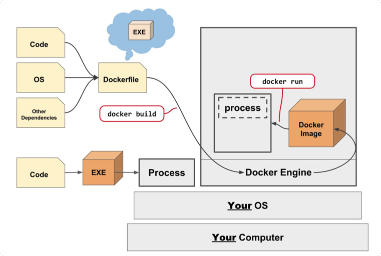 EXE
Code
OS
Other
Dependencies
Dockerfile
docker build
docker run
process
Docker
Image
Docker Engine
Code
EXE
Process
Your OS
Your Computer